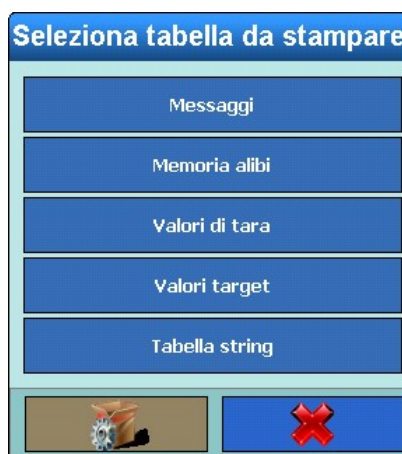 Seleziona tabella da stampare
Messaggi
Memoria alibi
Valori di tara
Valori target
Tabella string